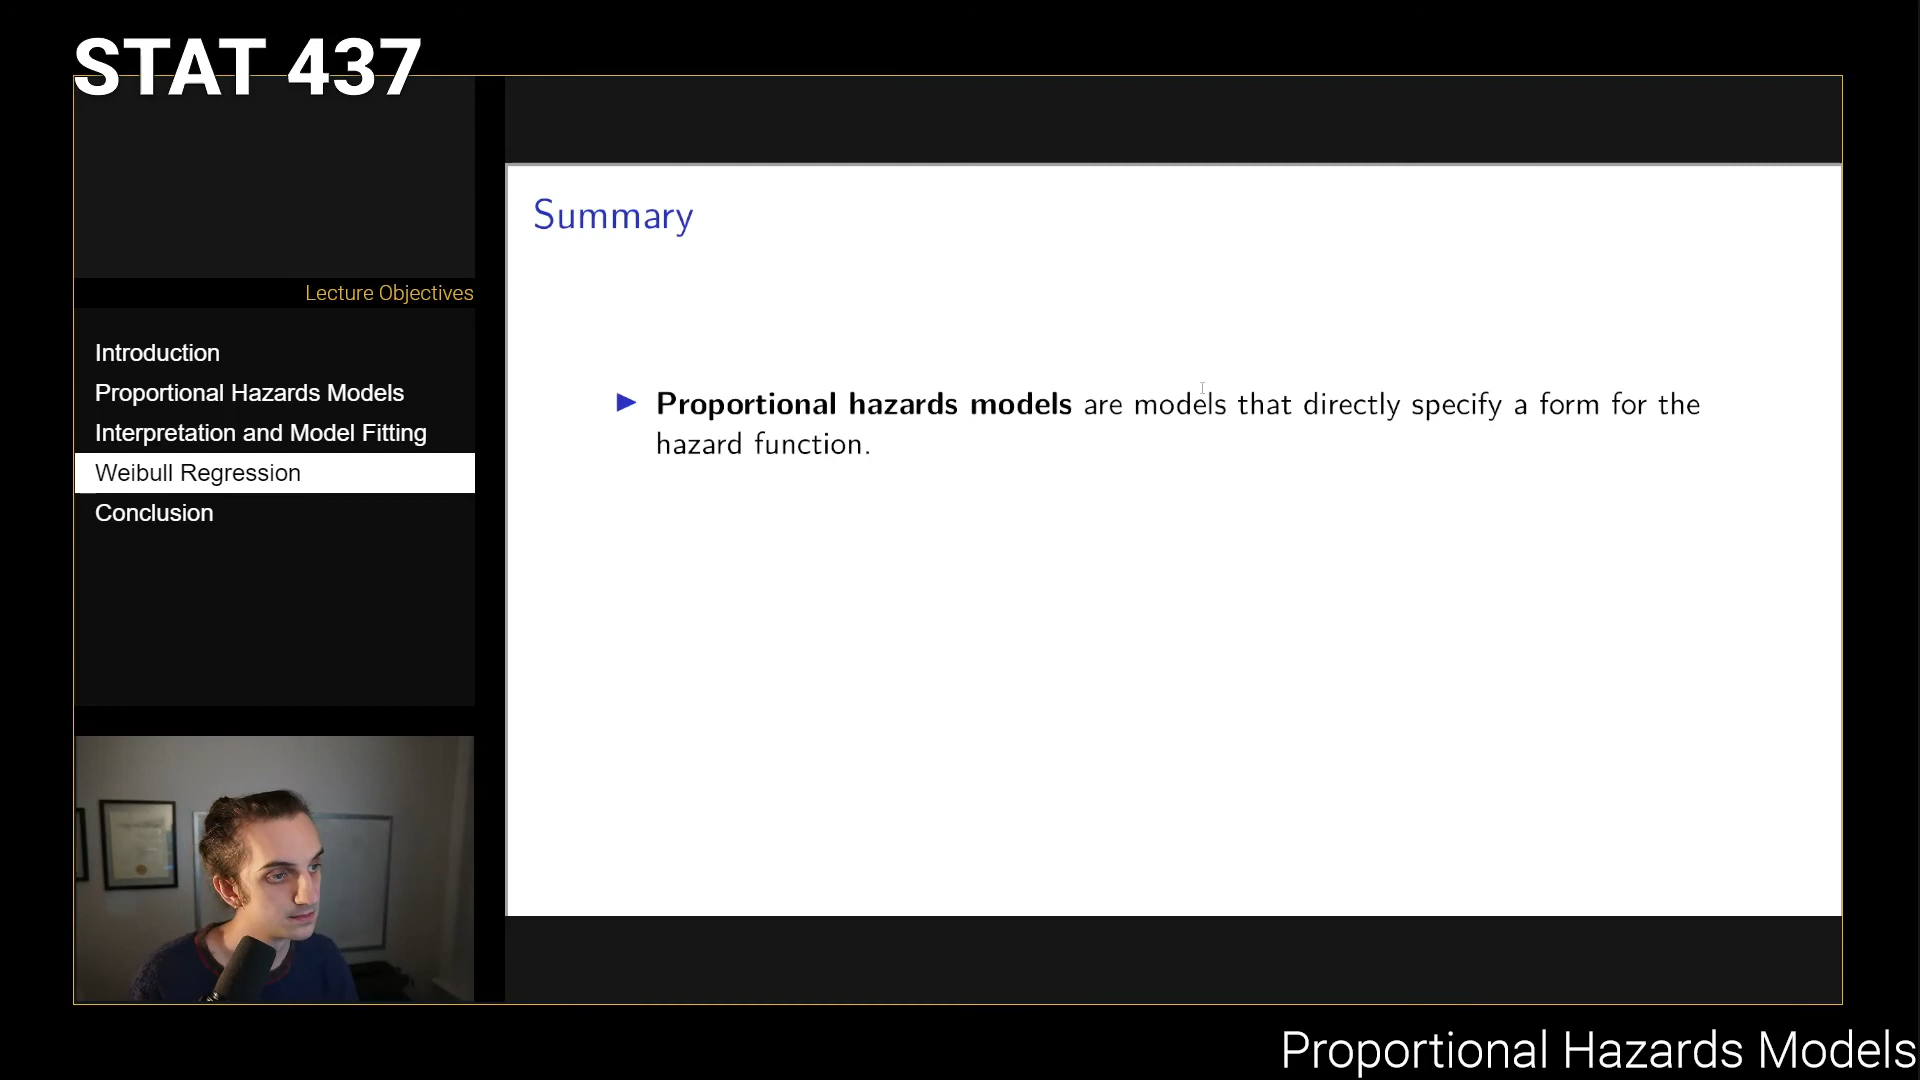 STAT 437
Lecture Objectives
Introduction
Proportional Hazards Models
Interpretation and Model Fitting
Weibull Regression
Conclusion
Summary
▶ Proportional hazards models are models that directly specify a form for the
hazard function.
Proportional Hazards Models